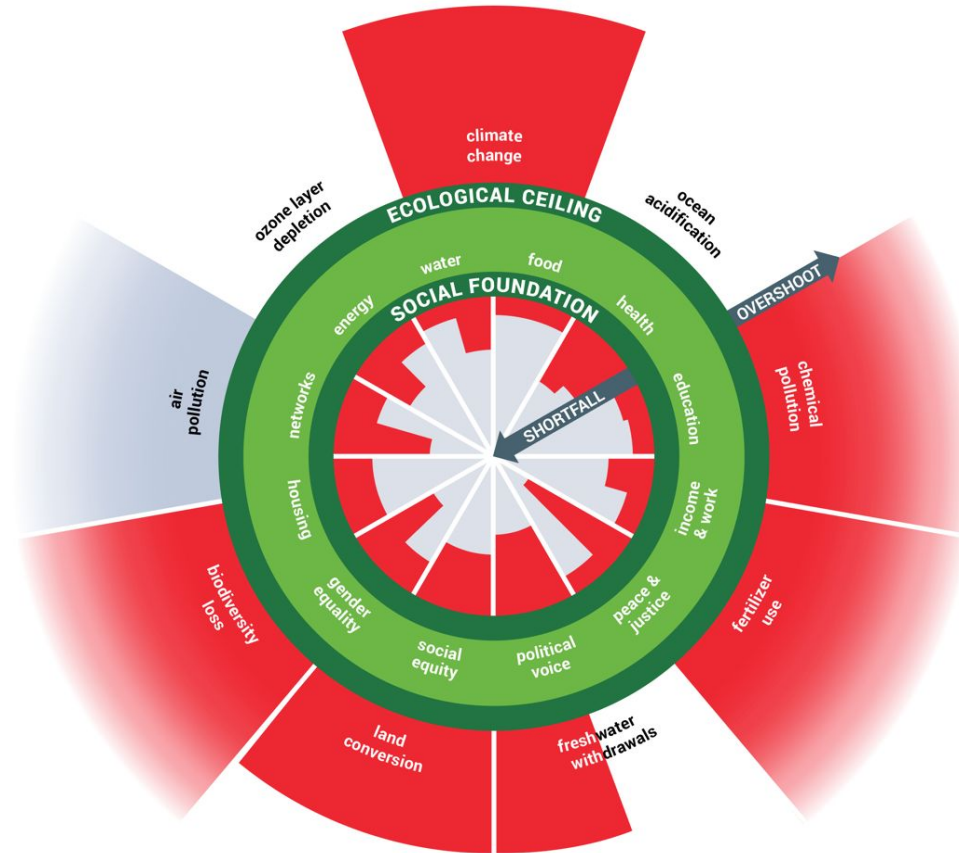 climate
change
ozone layer
depletion
ocean
acidification
ECOLOGICAL CEILING
water
food
energy
SOCIAL FOUNDATION
health
OVERSHOOT
networks
education
SHORTFALL
air
pollution
chemical
pollution
housing
income
& work
gender
equality
peace &
justice
social
equity
political
voice
biodiversity
loss
fertilizer
use
land
conversion
freshwater
withdrawals